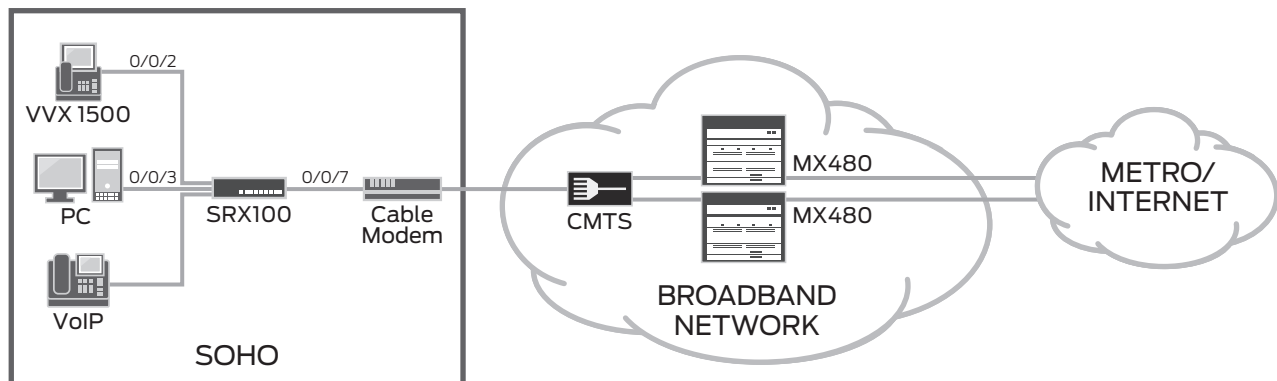 0/0/2
VVX 1500
0/0/3
PC
SRX100
0/0/7
Cable
Modem
VoIP
SOHO
CMTS
MX480
MX480
BROADBAND
NETWORK
METRO/
INTERNET